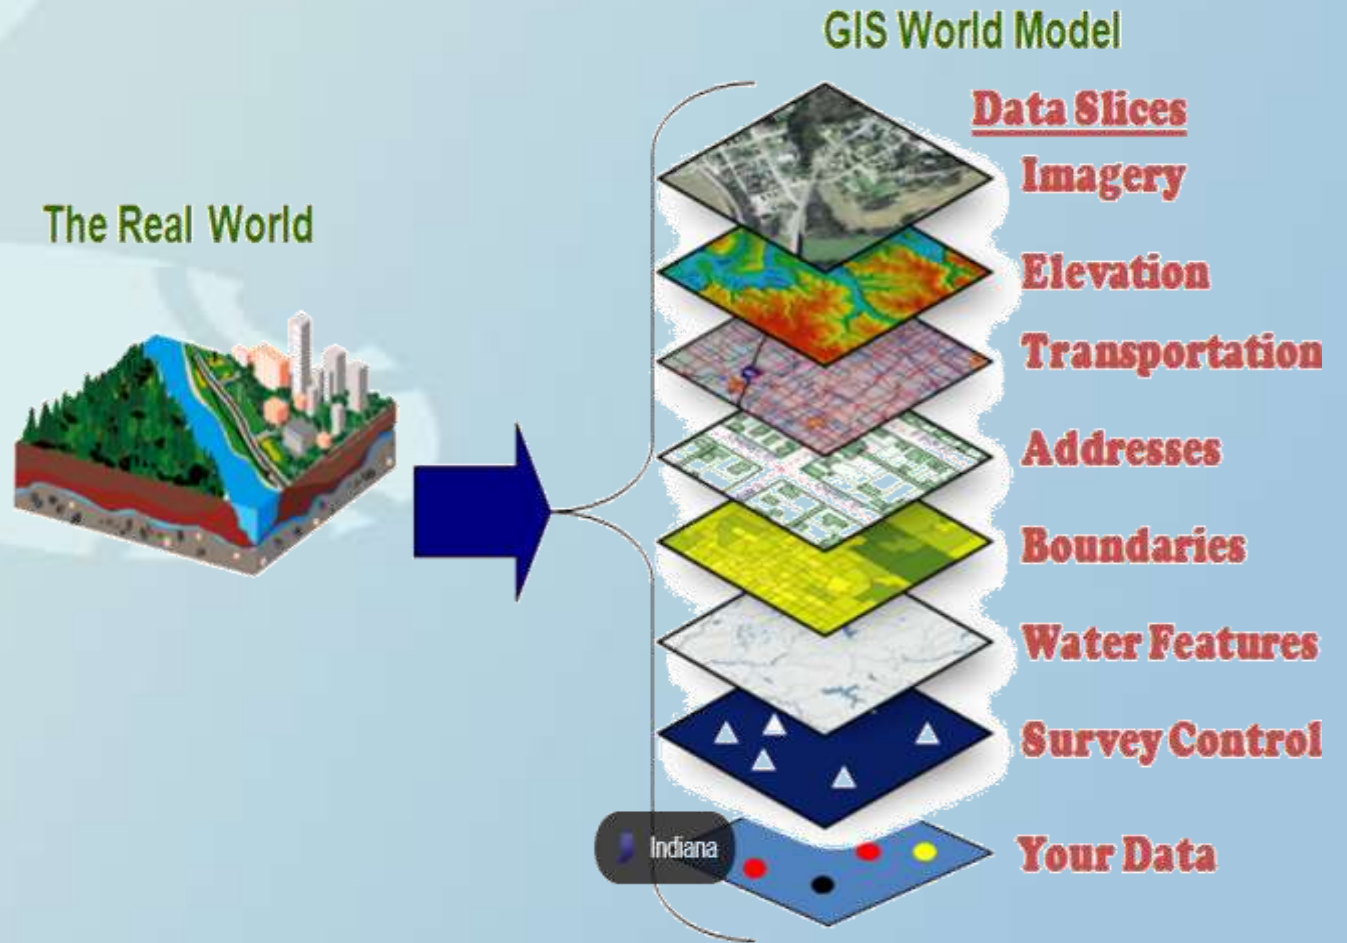 GIS World Model
Data Slices
Imagery
The Real World
Elevation
Transportation
Addresses
Boundaries
Water Features
Survey Control
Indiana
Your Data